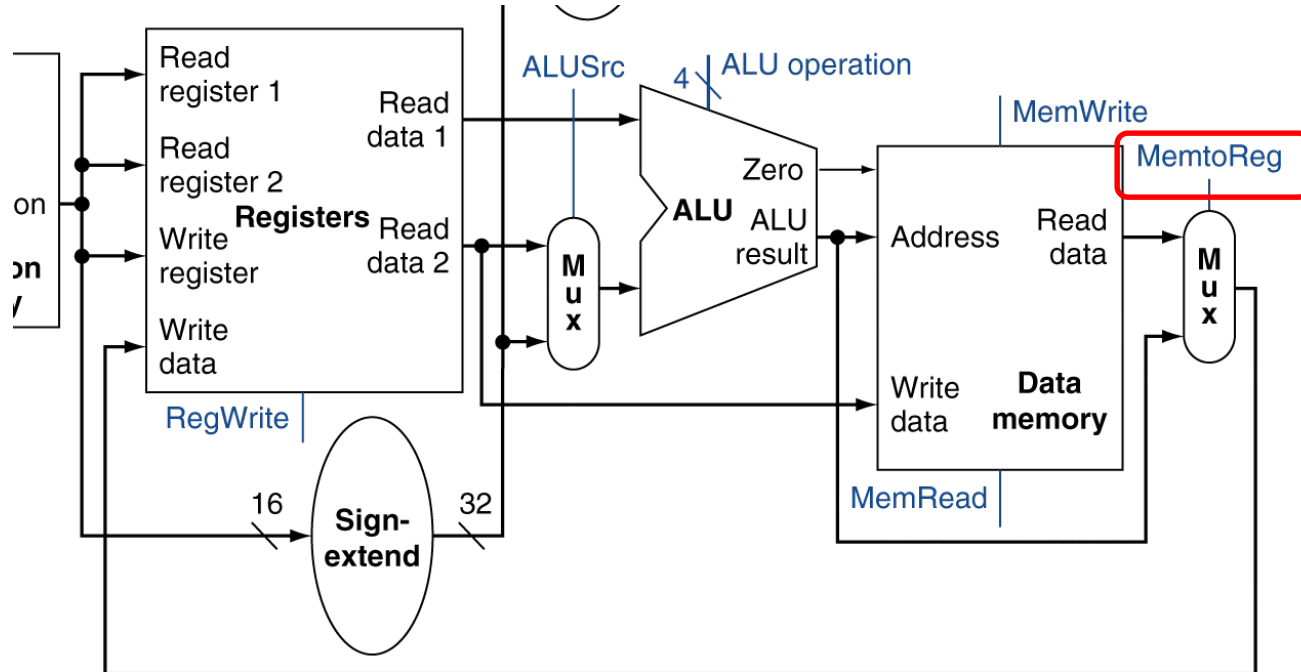 on
on
y
Read
register 1
Read
register 2
Registers
Write
register
Write
data
Read
data 1
Read
data 2
RegWrite
16
Sign-
extend
32
ALUSrc
M
u
x
4
ALU operation
Zero
ALU
ALU
result
MemWrite
Address
Read
data
Write
data
Data
memory
MemRead
MemtoReg
M
u
x